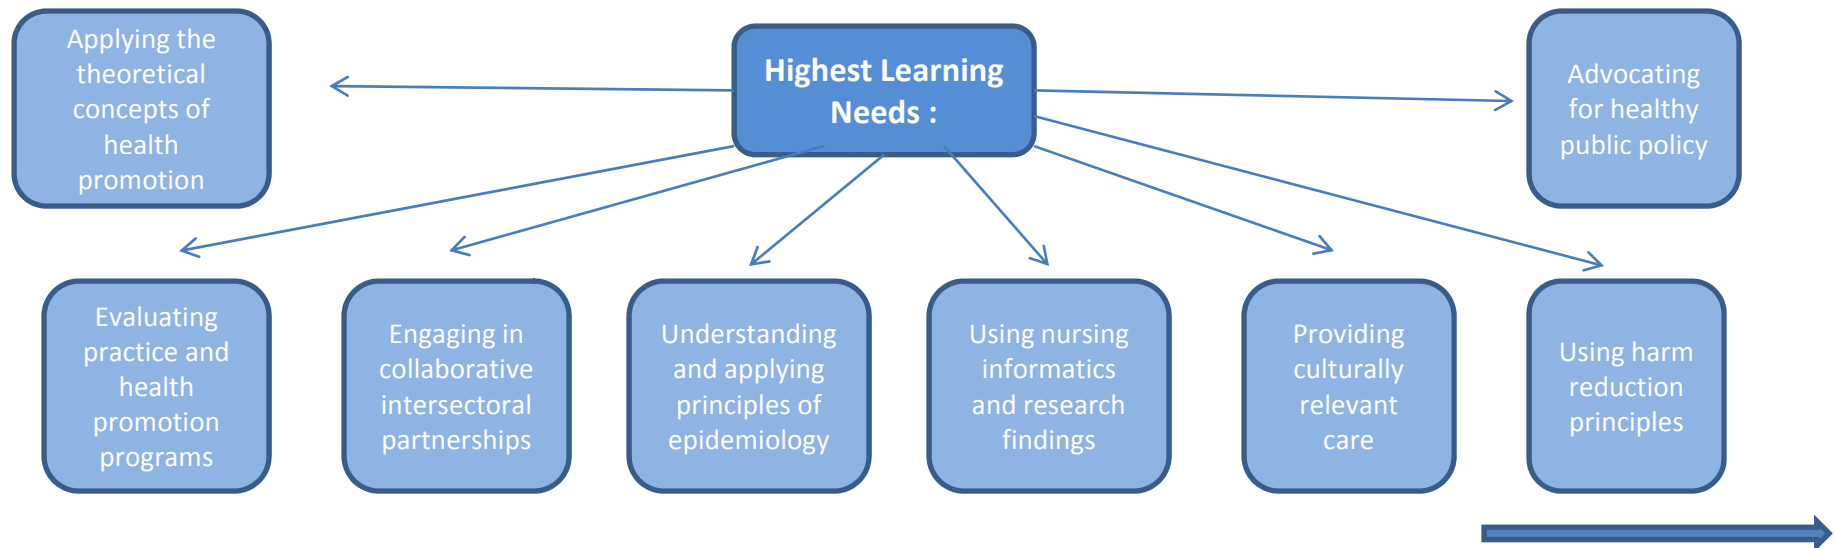 Applying the
theoretical
concepts of
health
promotion
Highest Learning
Needs :
Advocating
for healthy
public policy
Evaluating
practice and
health
promotion
programs
Engaging in
collaborative
intersectoral
partnerships
Understanding
and applying
principles of
epidemiology
Using nursing
informatics
and research
findings
Providing
culturally
relevant
care
Using harm
reduction
principles